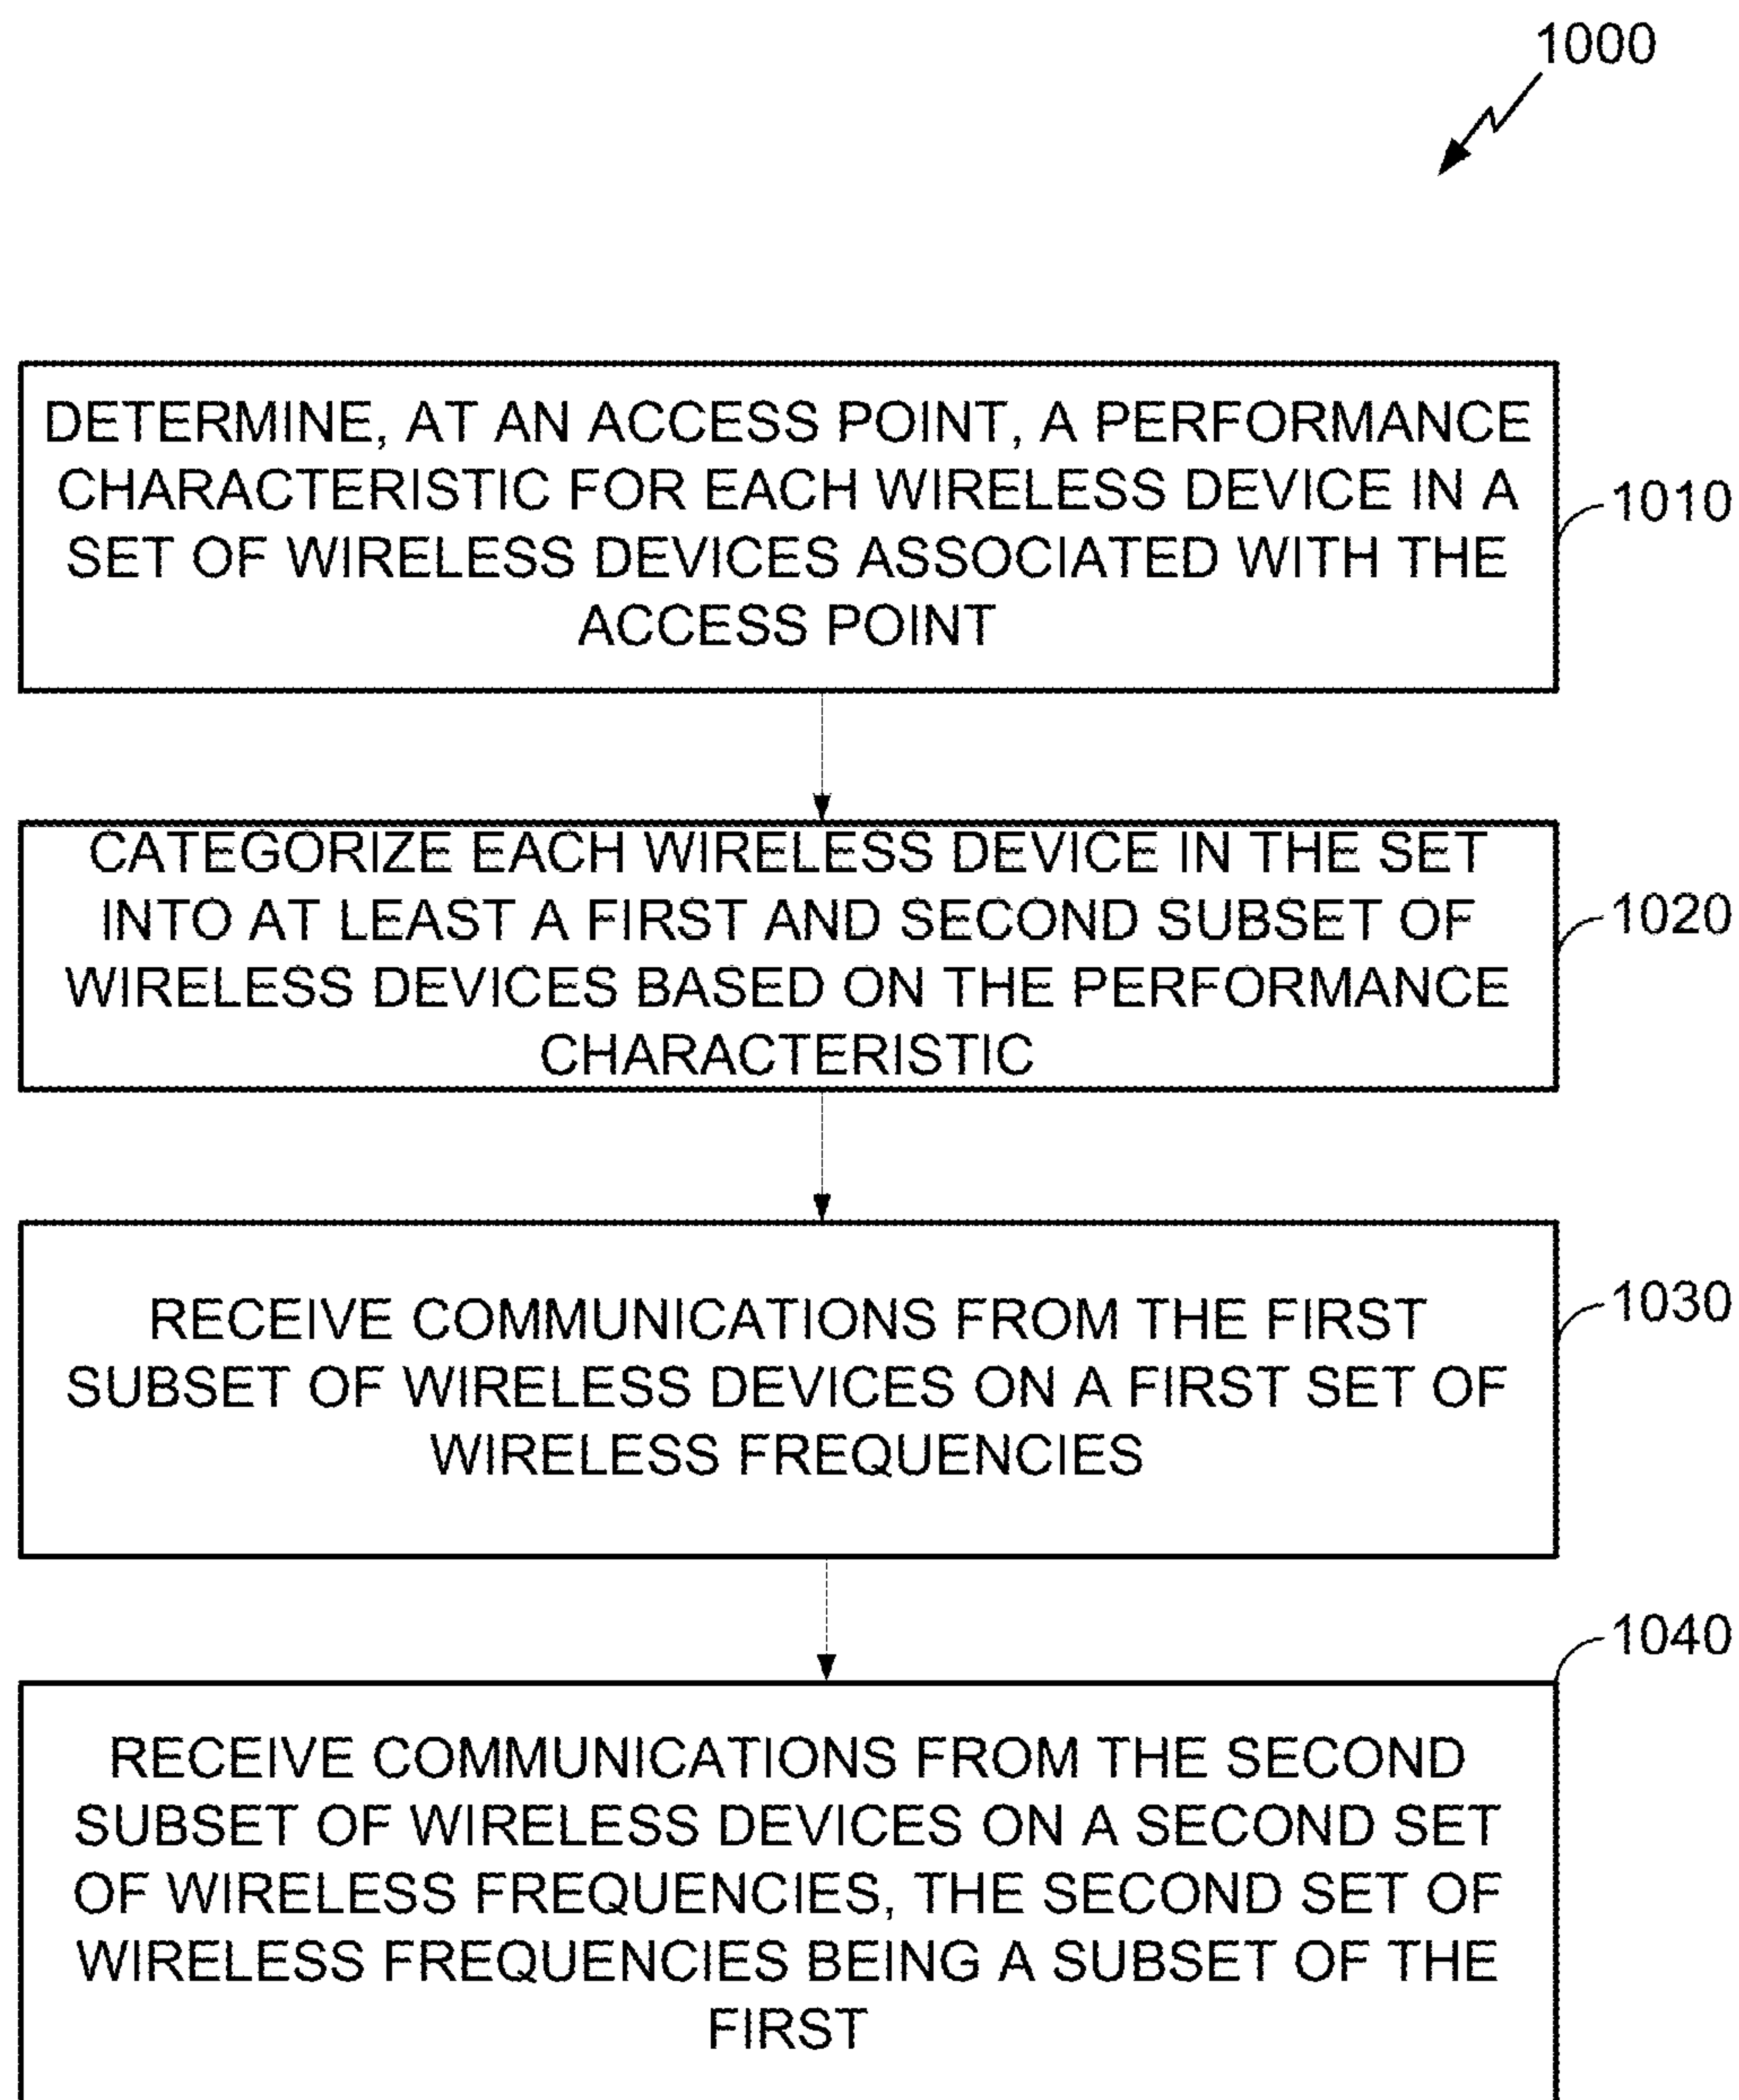 1000
DETERMINE, AT AN ACCESS POINT, A PERFORMANCE
CHARACTERISTIC FOR EACH WIRELESS DEVICE IN A
SET OF WIRELESS DEVICES ASSOCIATED WITH THE
ACCESS POINT
1010
CATEGORIZE EACH WIRELESS DEVICE IN THE SET
INTO AT LEAST A FIRST AND SECOND SUBSET OF
WIRELESS DEVICES BASED ON THE PERFORMANCE
CHARACTERISTIC
1020
RECEIVE COMMUNICATIONS FROM THE FIRST
SUBSET OF WIRELESS DEVICES ON A FIRST SET OF
WIRELESS FREQUENCIES
1030
RECEIVE COMMUNICATIONS FROM THE SECOND
SUBSET OF WIRELESS DEVICES ON A SECOND SET
OF WIRELESS FREQUENCIES, THE SECOND SET OF
WIRELESS FREQUENCIES BEING A SUBSET OF THE
FIRST
1040